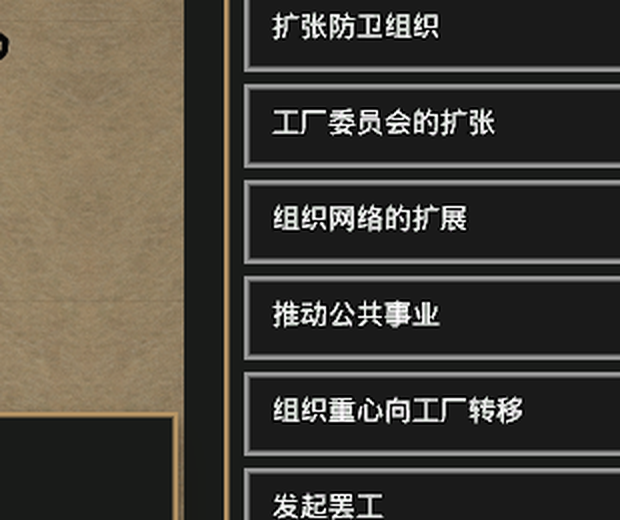 扩张防卫组织
工厂委员会的扩张
组织网络的扩展
推动公共事业
组织重心向工厂转移
发起罢工